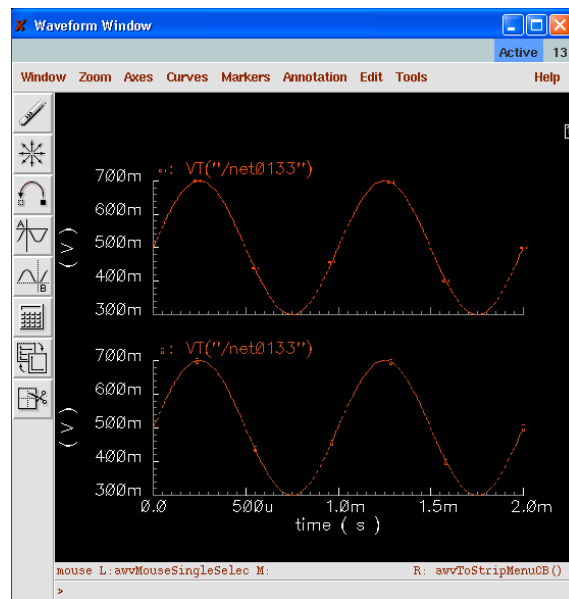 Waveform Window
Active 13
Window Zoom Axes Curves Markers Annotation Edit Tools Help
: VT("/net0133")
700m
600m
500m
400m
300m
( V )
: VT("/net0133")
700m
600m
500m
400m
300m
( V )
0.0 500u 1.0m 1.5m 2.0m
time ( s )
A
B
mouse L:awvMouseSingleSelec M: R: awvToStripMenuCB()
>